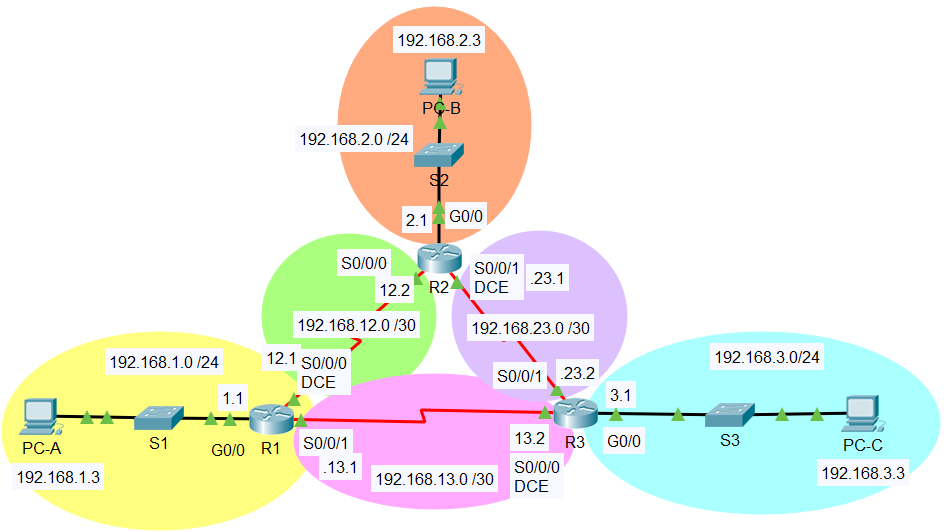 192.168.2.3
PC-B
192.168.2.0 /24
S2
2.1
G0/0
S0/0/0
R2
S0/0/1
DCE
.23.1
12.2
192.168.12.0 /30
192.168.23.0 /30
192.168.1.0 /24
12.1
S0/0/0
DCE
S0/0/1
.23.2
192.168.3.0/24
1.1
3.1
PC-A
S1
G0/0
R1
S0/0/1
.13.1
13.2
R3
G0/0
S3
PC-C
192.168.1.3
192.168.13.0 /30
S0/0/0
DCE
192.168.3.3